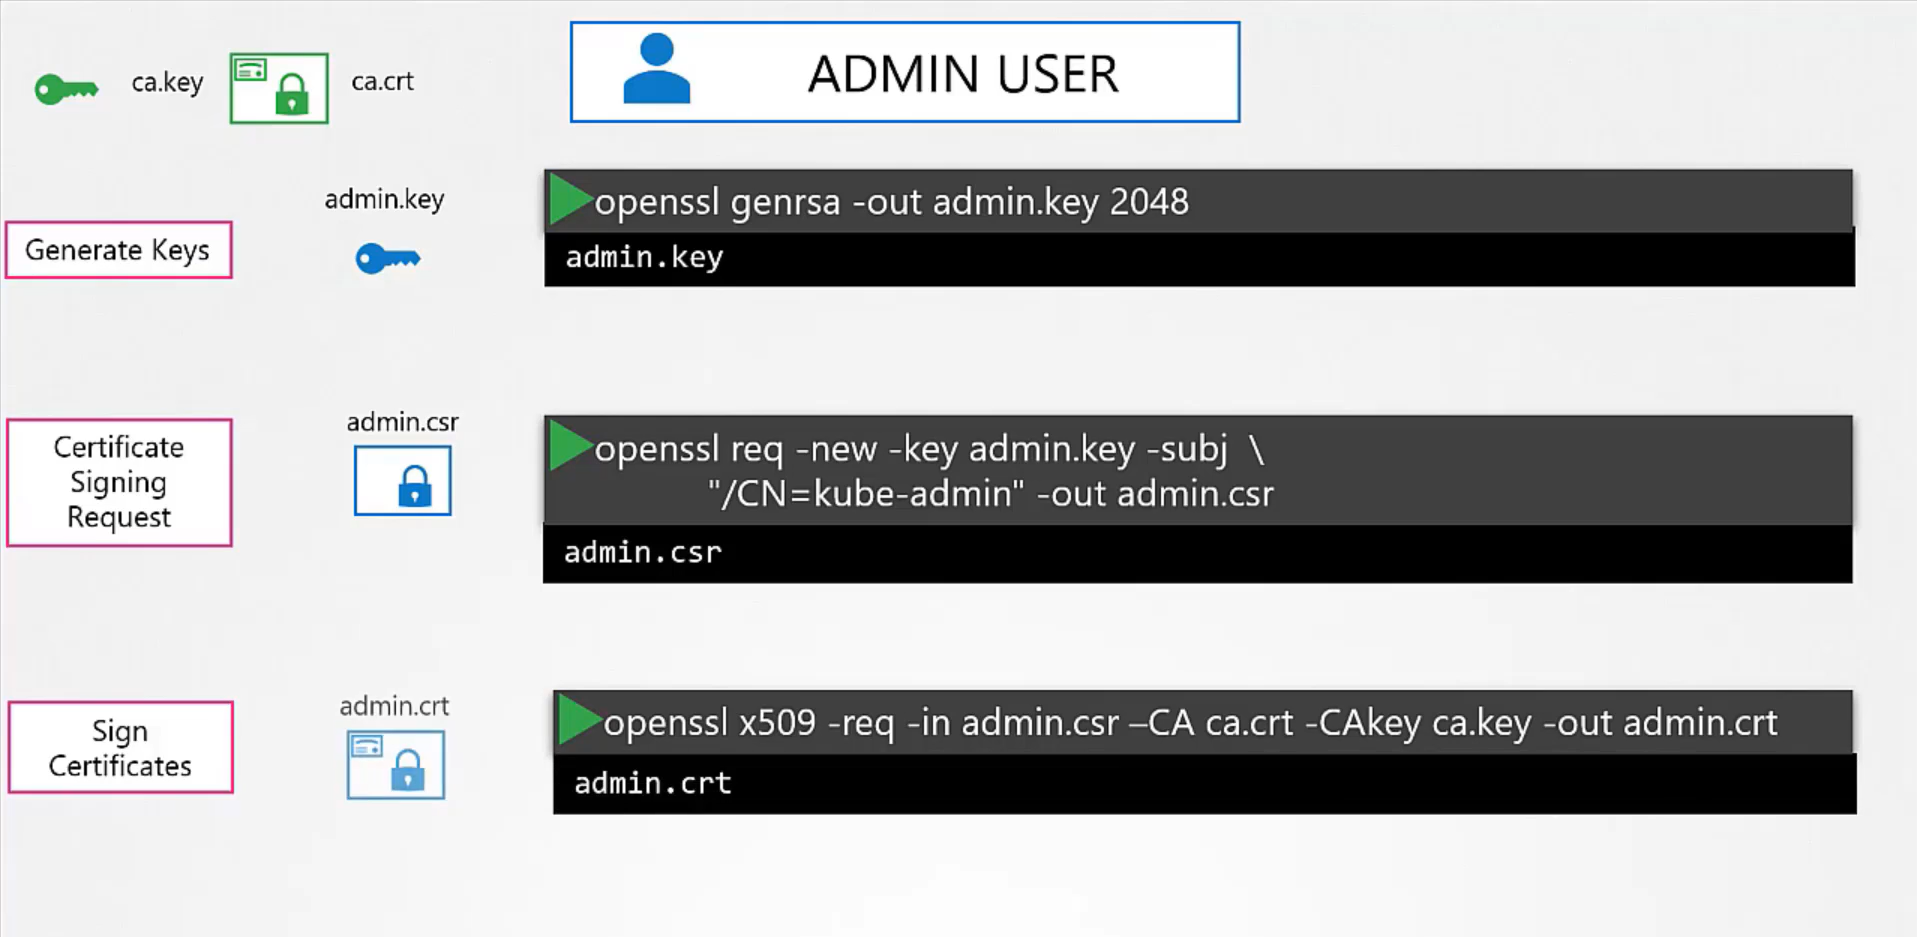 ca.key
ca.crt
ADMIN USER
admin.key
Generate Keys
openssl genrsa -out admin.key 2048
admin.key
Certificate
Signing
Request
admin.csr
openssl req -new -key admin.key -subj \
"/CN=kube-admin" -out admin.csr
admin.csr
Sign
Certificates
admin.crt
openssl x509 -req -in admin.csr –CA ca.crt -CAkey ca.key -out admin.crt
admin.crt